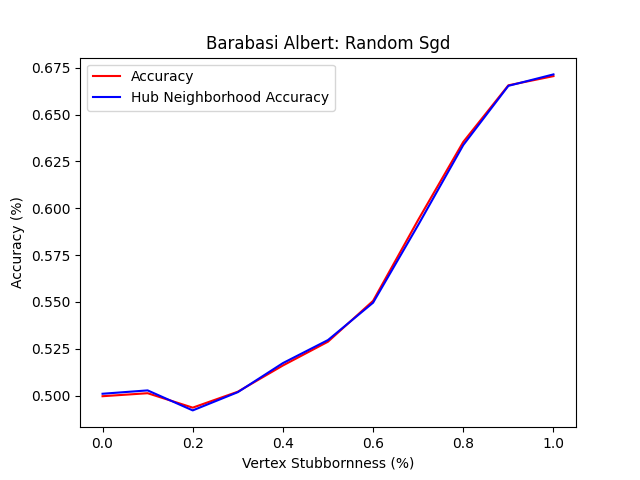 Barabasi Albert: Random Sgd
Accuracy
Hub Neighborhood Accuracy
Accuracy (%)
0.675
0.650
0.625
0.600
0.575
0.550
0.525
0.500
0.0 0.2 0.4 0.6 0.8 1.0
Vertex Stubbornness (%)